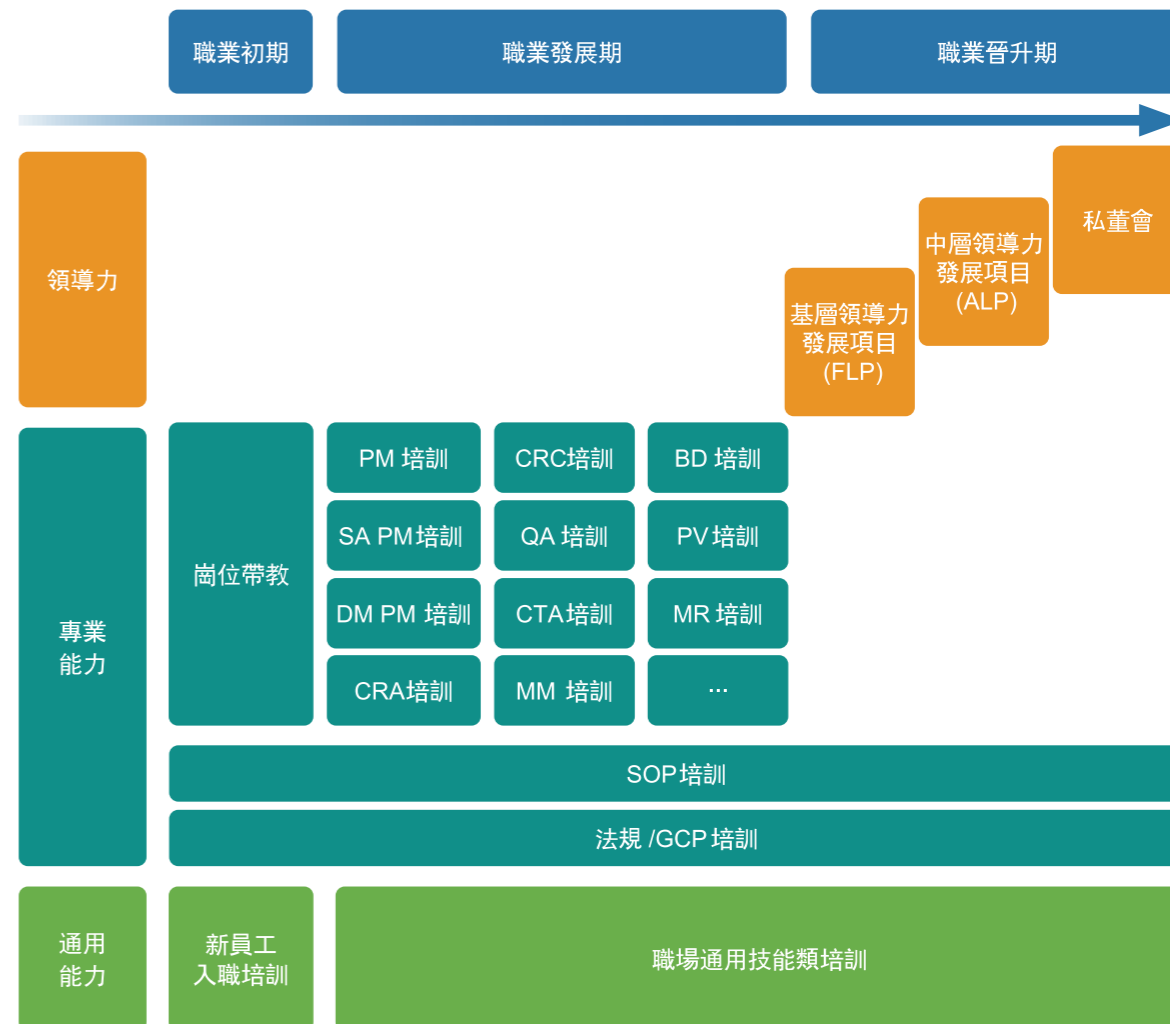 職業初期
職業發展期
職業晉升期
領導力
私董會
中層領導力
發展項目
(ALP)
基層領導力
發展項目
(FLP)
專業
能力
崗位帶教
PM 培訓
CRC培訓
BD 培訓
SA PM培訓
QA 培訓
PV培訓
DM PM 培訓
CTA培訓
MR 培訓
CRA培訓
MM 培訓
...
SOP培訓
法規 /GCP培訓
通用
能力
新員工
入職培訓
職場通用技能類培訓